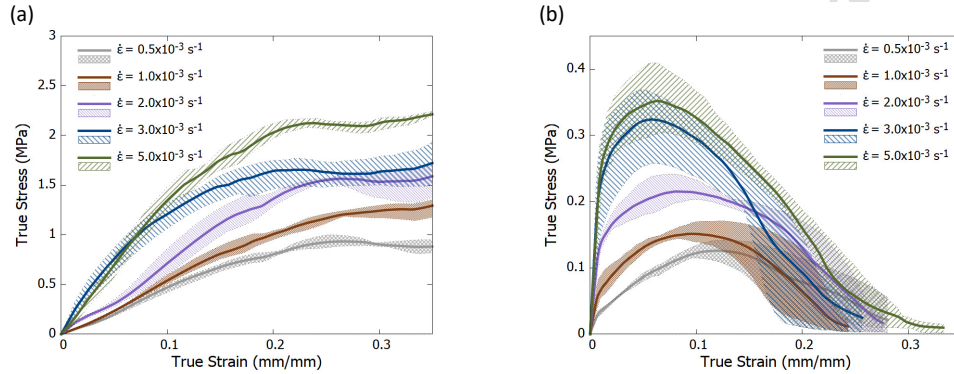 (a)
True Stress (MPa)
3
2.5
2
1.5
1
0.5
0
0
0.1
0.2
0.3
True Strain (mm/mm)
ε̇ = 0.5x10⁻³ s⁻¹
ε̇ = 1.0x10⁻³ s⁻¹
ε̇ = 2.0x10⁻³ s⁻¹
ε̇ = 3.0x10⁻³ s⁻¹
ε̇ = 5.0x10⁻³ s⁻¹
(b)
True Stress (MPa)
0.4
0.3
0.2
0.1
0
0
0.1
0.2
0.3
True Strain (mm/mm)
ε̇ = 0.5x10⁻³ s⁻¹
ε̇ = 1.0x10⁻³ s⁻¹
ε̇ = 2.0x10⁻³ s⁻¹
ε̇ = 3.0x10⁻³ s⁻¹
ε̇ = 5.0x10⁻³ s⁻¹